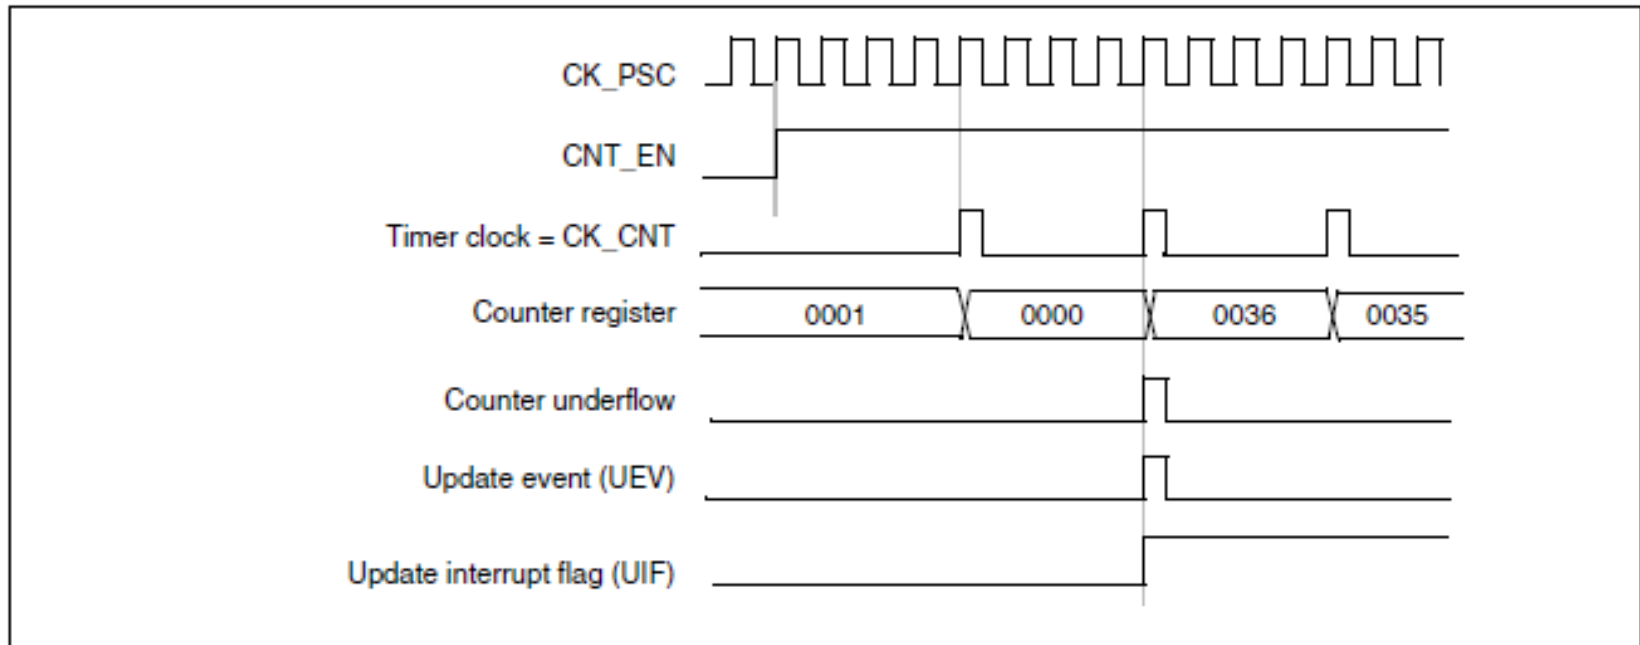 CK_PSC
CNT_EN
Timer clock = CK_CNT
Counter register 0001 0000 0036 0035
Counter underflow
Update event (UEV)
Update interrupt flag (UIF)